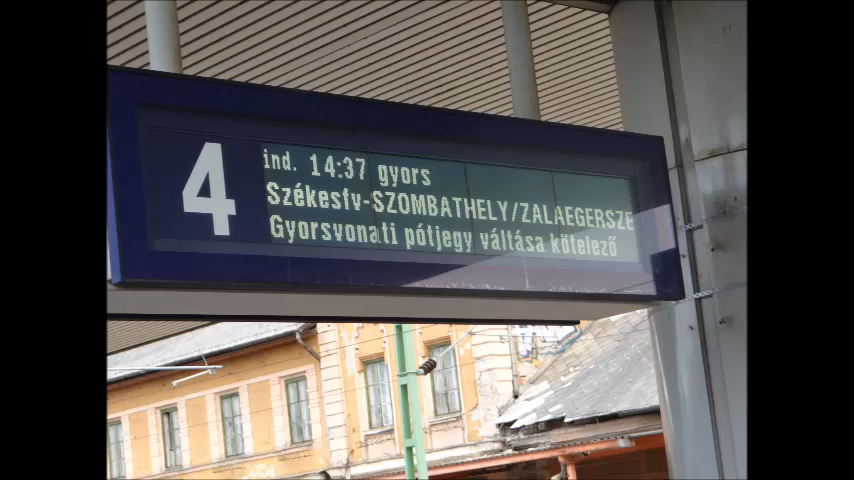 4
ind. 14:37 gyors
Székesfv-SZOMBATHELY/ZALAEGERSZE
Gyorsvonati pótjegy váltása kötelező